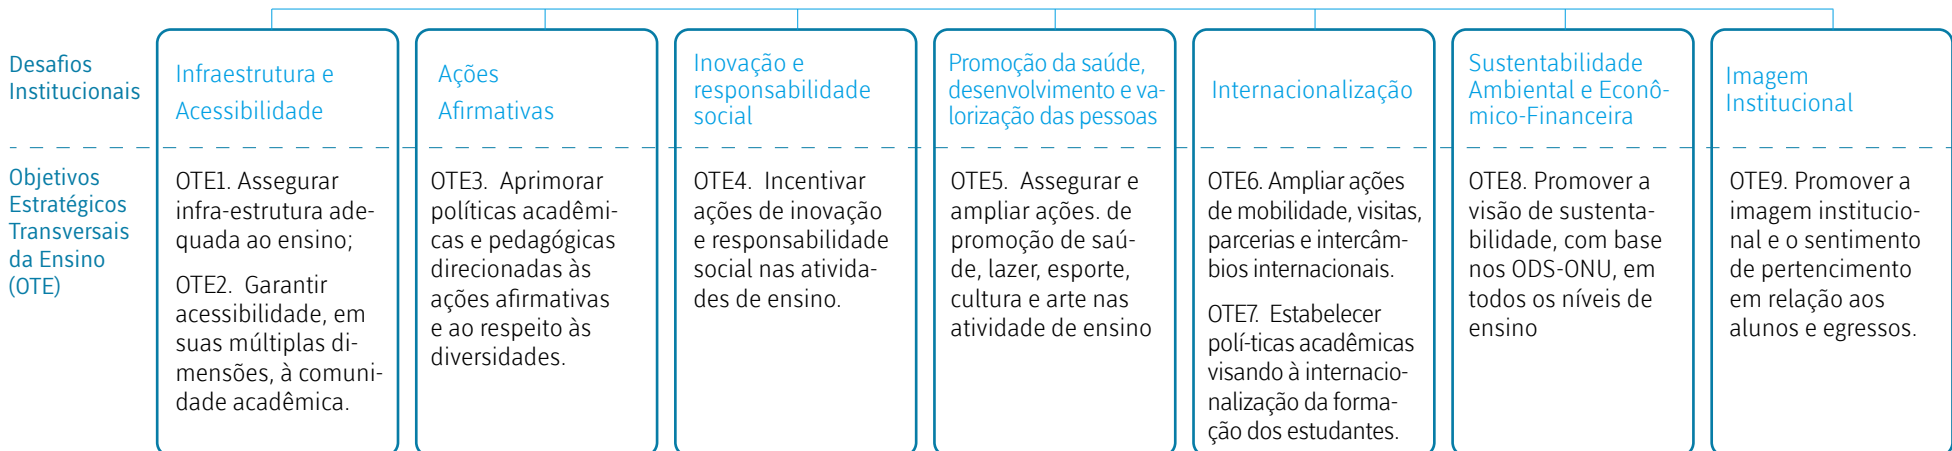 Desafios
Institucionais
Infraestrutura e
Acessibilidade
Ações
Afirmativas
Inovação e
responsabilidade
social
Promoção da saúde,
desenvolvimento e va-
lorização das pessoas
Internacionalização
Sustentabilidade
Ambiental e Econô-
mico-Financeira
Imagem
Institucional
Objetivos
Estratégicos
Transversais
da Ensino
(OTE)
OTE1. Assegurar
infra-estrutura ade-
quada ao ensino;
OTE2. Garantir
acessibilidade, em
suas múltiplas di-
mensões, à comuni-
dade acadêmica.
OTE3. Aprimorar
políticas acadêmi-
cas e pedagógicas
direcionadas às
ações afirmativas
e ao respeito às
diversidades.
OTE4. Incentivar
ações de inovação
e responsabilidade
social nas ativida-
des de ensino.
OTE5. Assegurar e
ampliar ações. de
promoção de saú-
de, lazer, esporte,
cultura e arte nas
atividade de ensino
OTE6. Ampliar ações
de mobilidade, visitas,
parcerias e intercâm-
bios internacionais.
OTE7. Estabelecer
polí-ticas acadêmicas
visando à internacio-
nalização da forma-
ção dos estudantes.
OTE8. Promover a
visão de sustenta-
bilidade, com base
nos ODS-ONU, em
todos os níveis de
ensino
OTE9. Promover a
imagem institucio-
nal e o sentimento
de pertencimento
em relação aos
alunos e egressos.